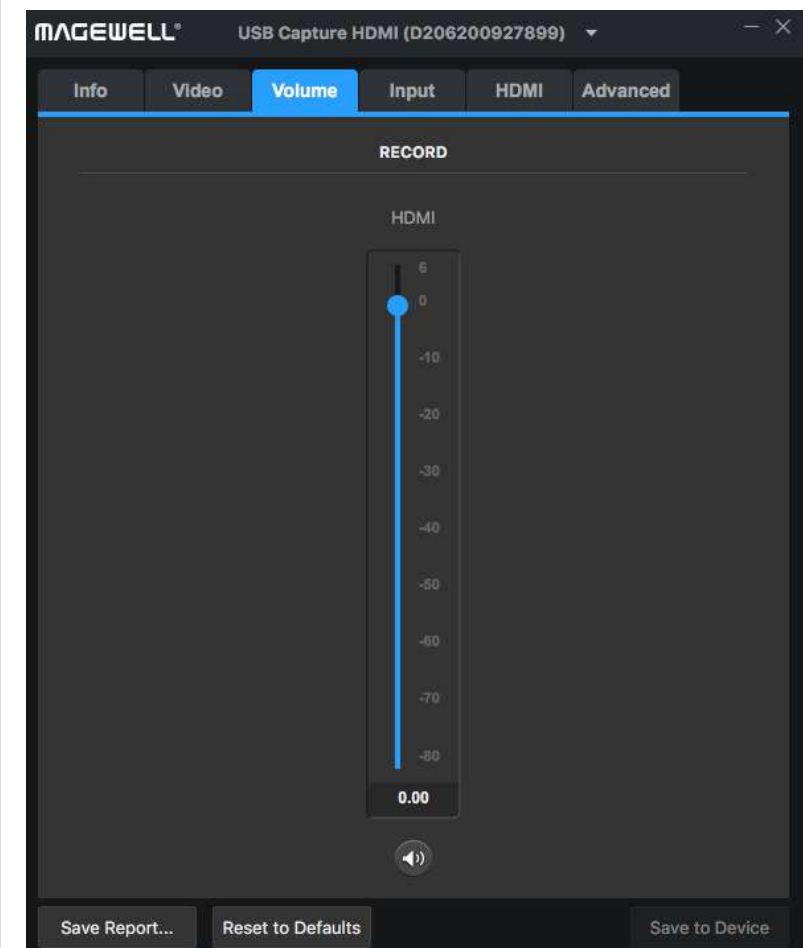 MAGEWELL® USB Capture HDMI (D206200927899)
Info Video Volume Input HDMI Advanced
RECORD
HDMI
6
0
-10
-20
-30
-40
-50
-60
-70
-80
0.00
Save Report... Reset to Defaults Save to Device